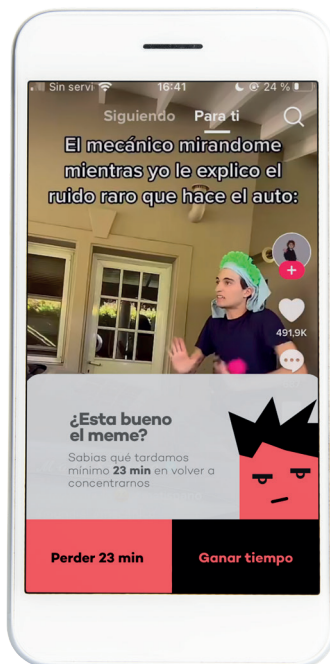 Sin servi 16:41 24 %
Siguiendo Para ti
El mecánico mirandome
mientras yo le explico el
ruido raro que hace el auto:
491,9K
¿Esta bueno
el meme?
Sabias qué tardamos
mínimo 23 min en volver a
concentrarnos
Perder 23 min Ganar tiempo